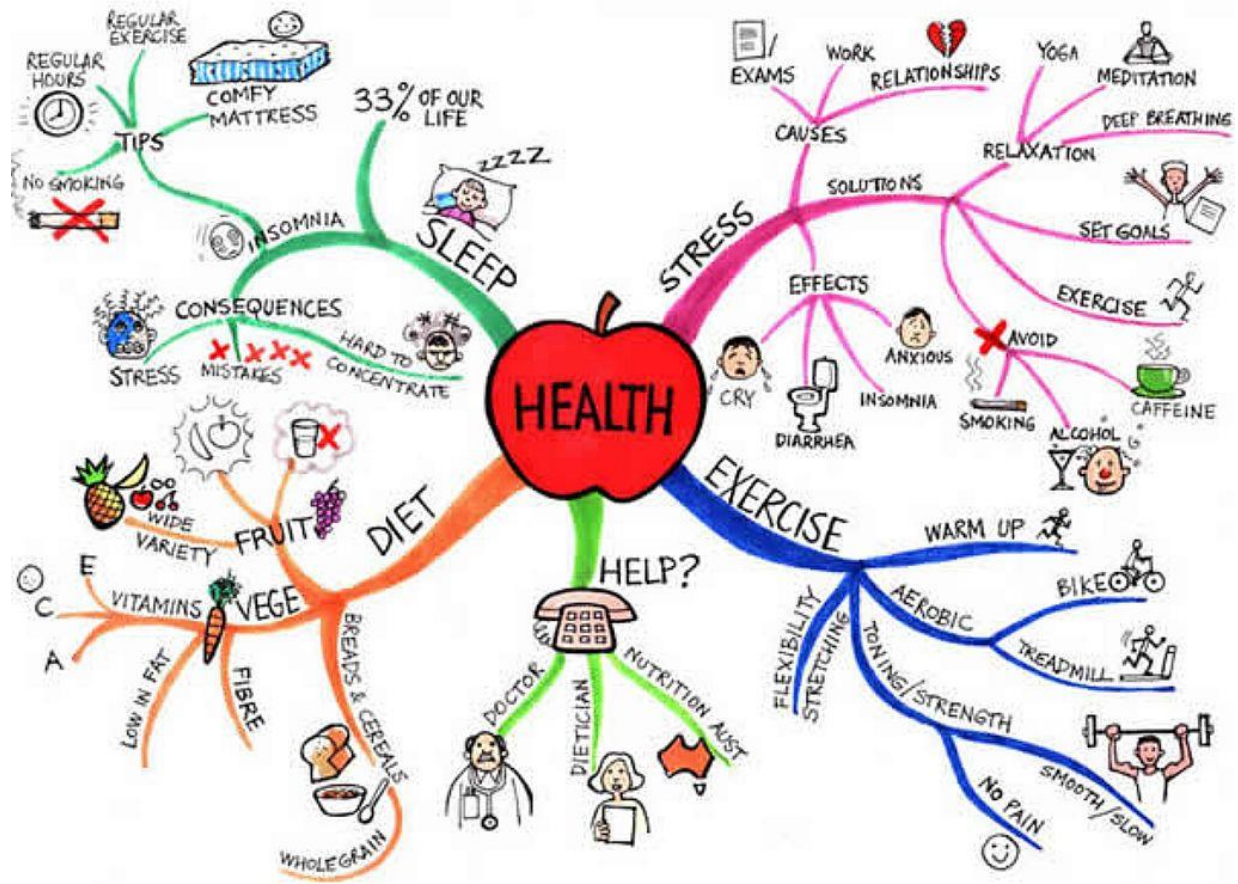 HEALTH
SLEEP
33% OF OUR
LIFE
ZZZZ
INSOMNIA
TIPS
REGULAR
HOURS
REGULAR
EXERCISE
COMFY
MATTRESS
NO SMOKING
CONSEQUENCES
STRESS
MISTAKES
HARD TO
CONCENTRATE
STRESS
CAUSES
EXAMS
WORK
RELATIONSHIPS
SOLUTIONS
RELAXATION
YOGA
MEDITATION
DEEP BREATHING
SET GOALS
EXERCISE
AVOID
SMOKING
ALCOHOL
CAFFEINE
EFFECTS
CRY
DIARRHEA
INSOMNIA
ANXIOUS
DIET
FRUIT
WIDE
VARIETY
VEGE
VITAMINS
E
C
A
LOW IN FAT
FIBRE
BREADS & CEREALS
WHOLEGRAIN
HELP?
DOCTOR
DIETICIAN
NUTRITION AUST
EXERCISE
WARM UP
AEROBIC
BIKE
TREADMILL
TONING/STRENGTH
SMOOTH/SLOW
NO PAIN
FLEXIBILITY
STRETCHING